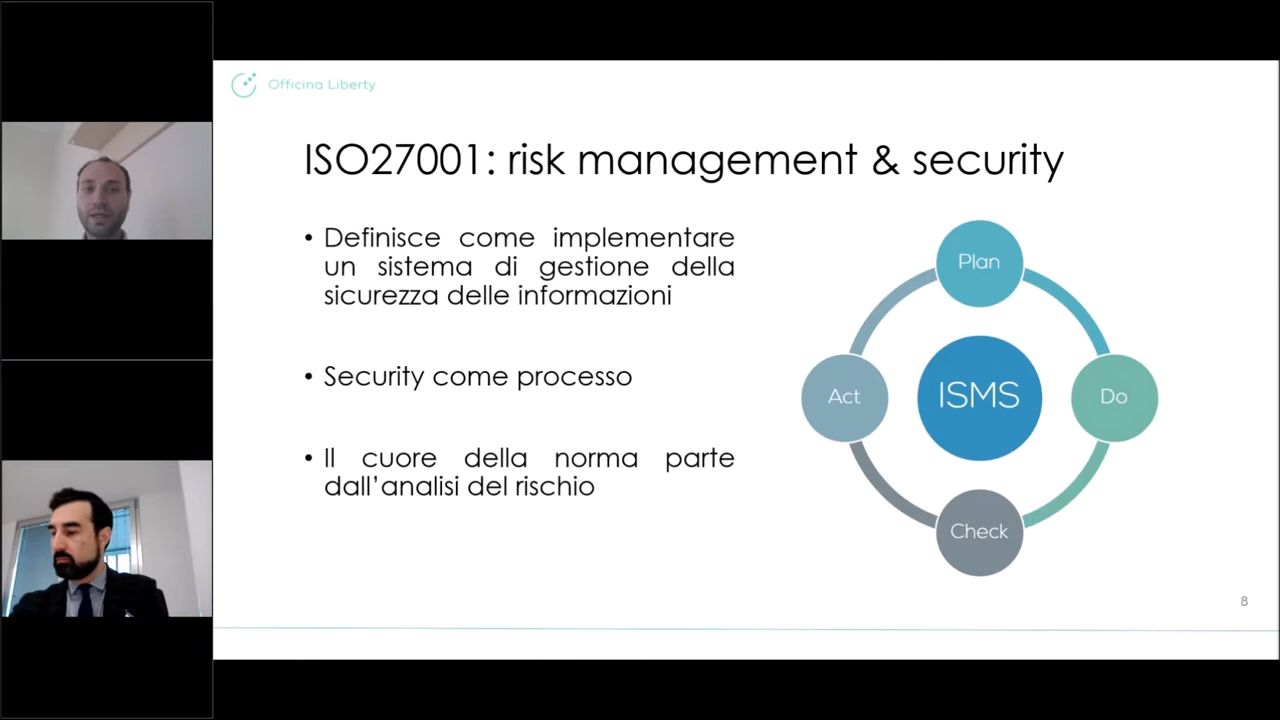 Officina Liberty
ISO27001: risk management & security
• Definisce come implementare
un sistema di gestione della
sicurezza delle informazioni
• Security come processo
• Il cuore della norma parte
dall’analisi del rischio
Plan
Act
ISMS
Do
Check
8